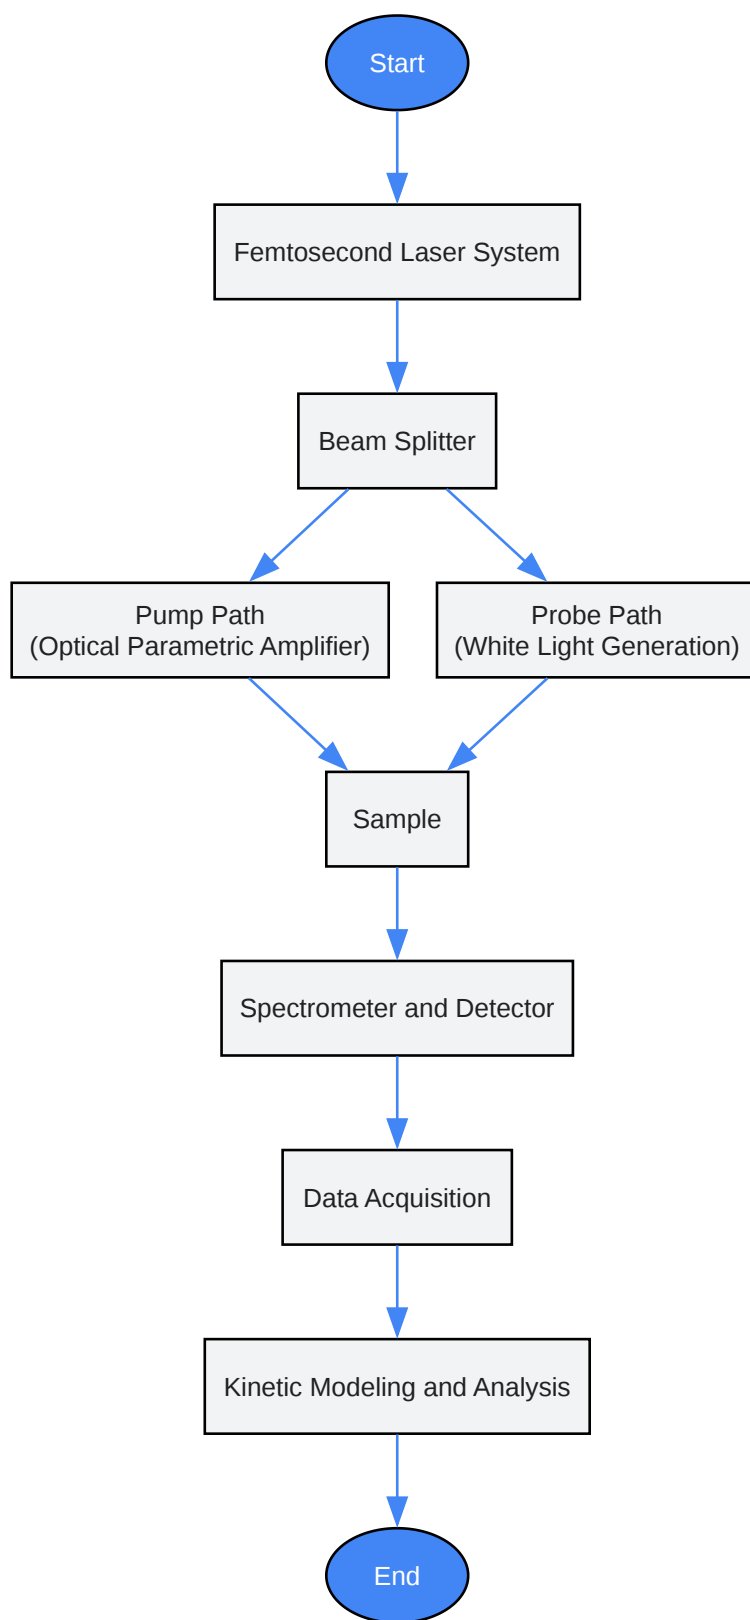 Start
Femtosecond Laser System
Beam Splitter
Pump Path
(Optical Parametric Amplifier)
Probe Path
(White Light Generation)
Sample
Spectrometer and Detector
Data Acquisition
Kinetic Modeling and Analysis
End